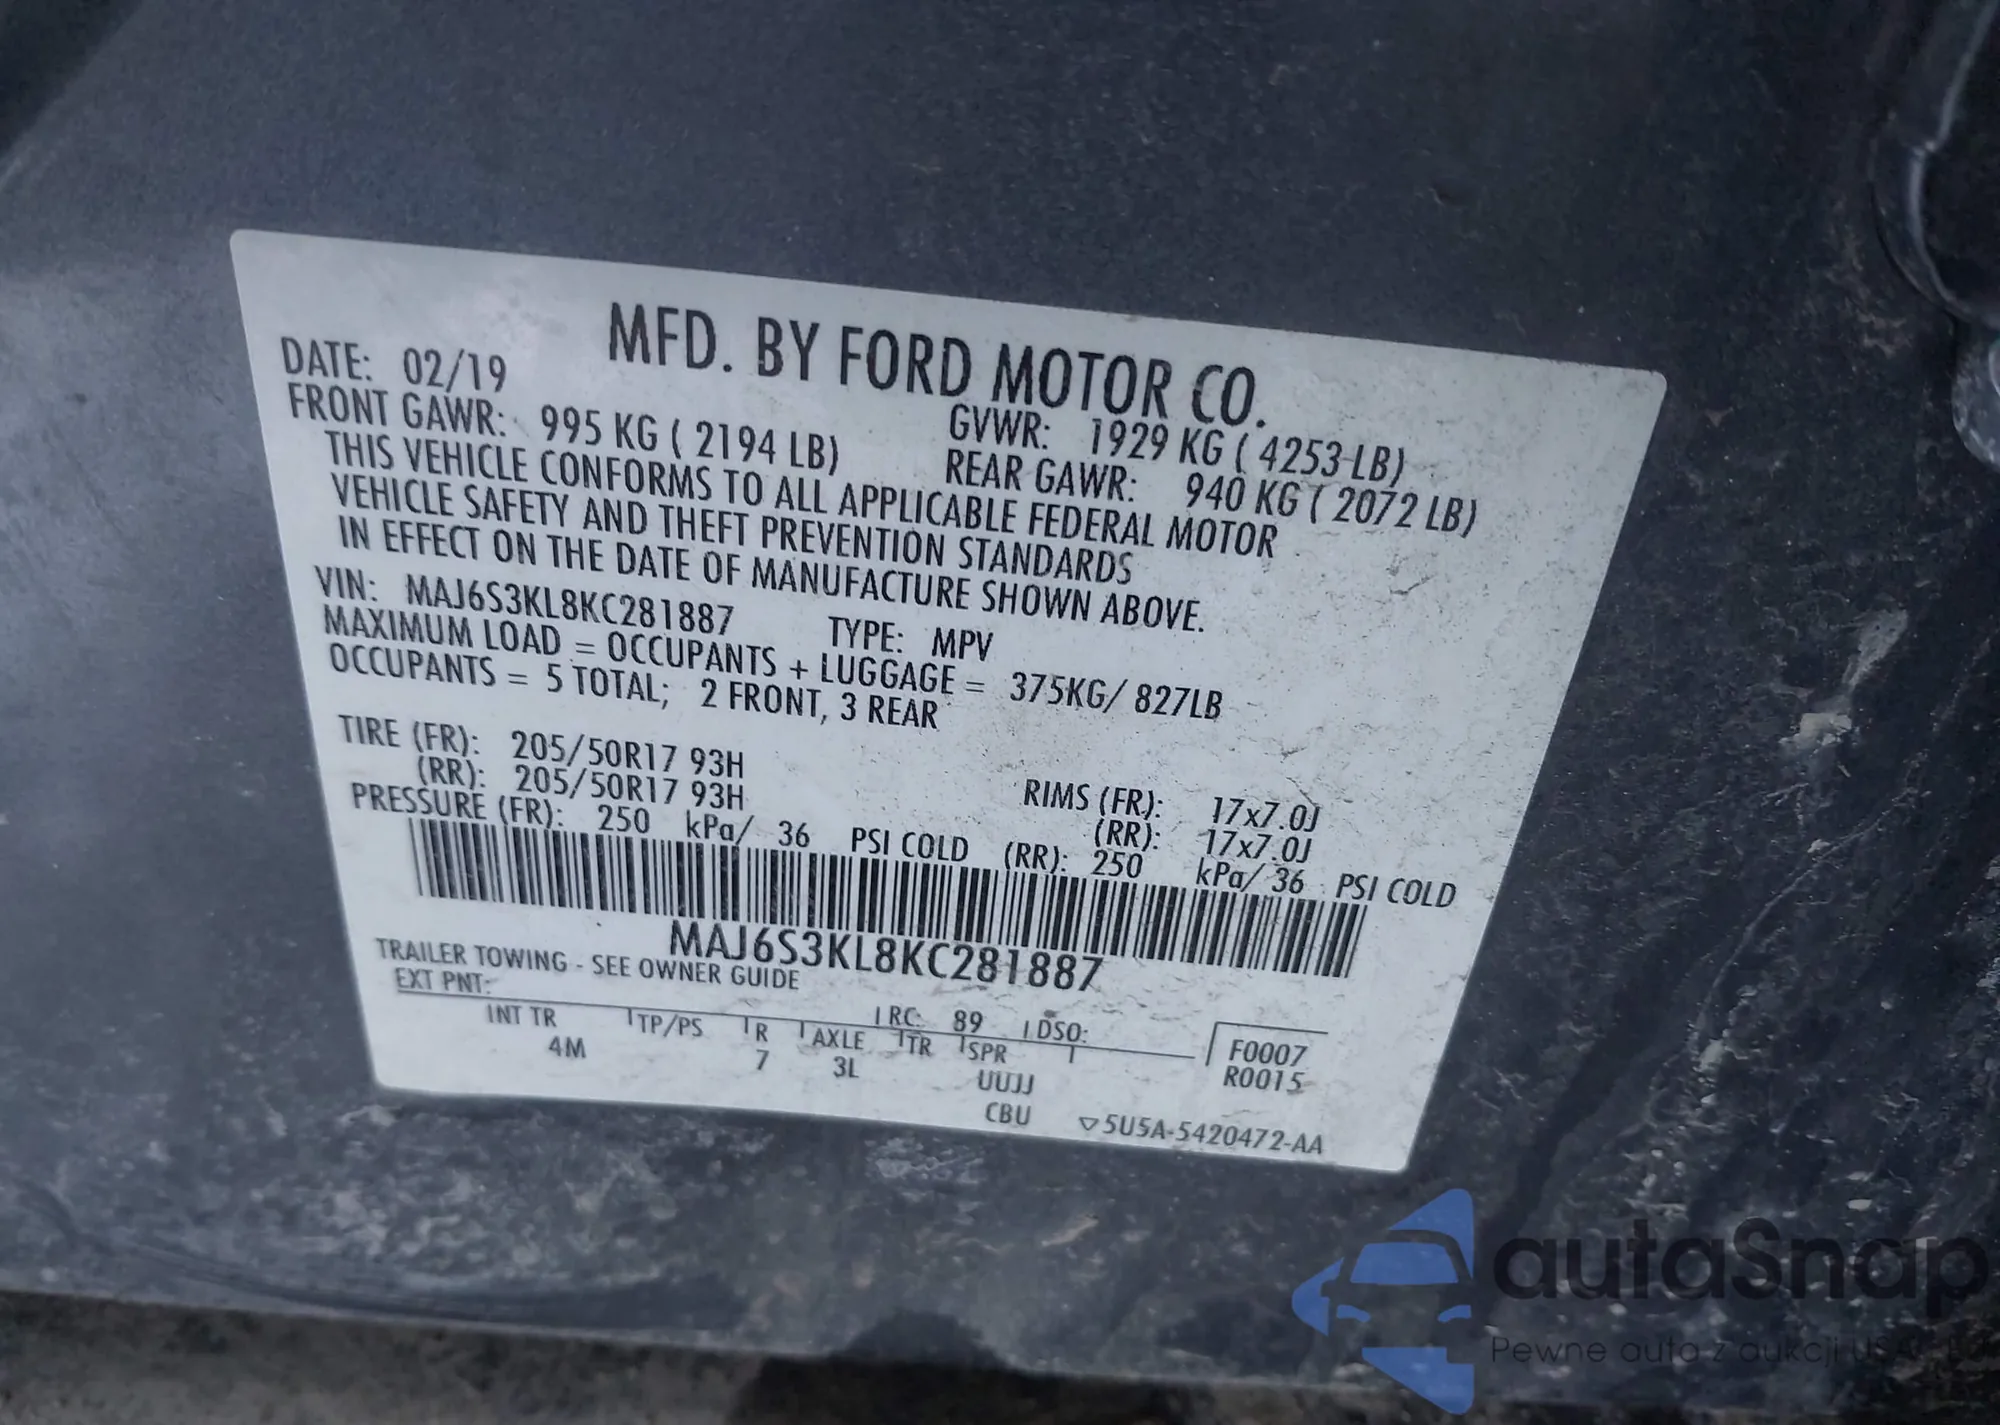 MFD. BY FORD MOTOR CO.
DATE: 02/19
GVWR: 1929 KG ( 4253 LB)
FRONT GAWR: 995 KG ( 2194 LB)
REAR GAWR: 940 KG ( 2072 LB)
THIS VEHICLE CONFORMS TO ALL APPLICABLE FEDERAL MOTOR
VEHICLE SAFETY AND THEFT PREVENTION STANDARDS
IN EFFECT ON THE DATE OF MANUFACTURE SHOWN ABOVE.
VIN: MAJ6S3KL8KC281887 TYPE: MPV
MAXIMUM LOAD = OCCUPANTS + LUGGAGE = 375KG/ 827LB
OCCUPANTS = 5 TOTAL; 2 FRONT, 3 REAR
TIRE (FR): 205/50R17 93H RIMS (FR): 17x7.0J
(RR): 205/50R17 93H (RR): 17x7.0J
PRESSURE (FR): 250 kPa/ 36 PSI COLD (RR): 250 kPa/ 36 PSI COLD
MAJ6S3KL8KC281887
TRAILER TOWING - SEE OWNER GUIDE
EXT PNT: RC: 89 DSO:
INT TR TP/PS R AXLE TR SPR
4M 7 3L UUJJ
CBU
F0007
R0015
▽5U5A-5420472-AA
autaSnap
Pewne auta z aukcji USA